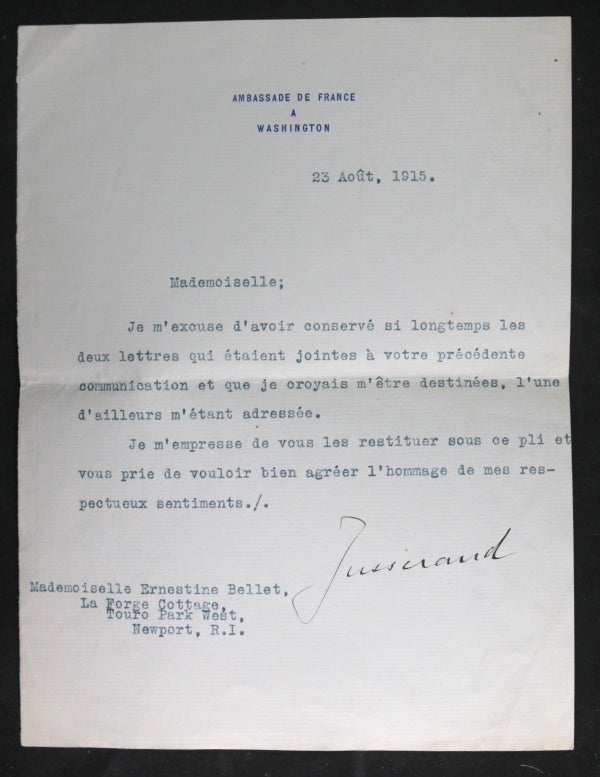 AMBASSADE DE FRANCE
A
WASHINGTON
23 Août, 1915.
Mademoiselle;
Je m'excuse d'avoir conservé si longtemps les
deux lettres qui étaient jointes à votre précédente
communication et que je croyais m'être destinées, l'une
d'ailleurs m'étant adressée.
Je m'empresse de vous les restituer sous ce pli et
vous prie de vouloir bien agréer l'hommage de mes res-
pectueux sentiments./.
Jusserand
Mademoiselle Ernestine Bellet,
La Forge Cottage,
Touro Park West,
Newport, R.I.